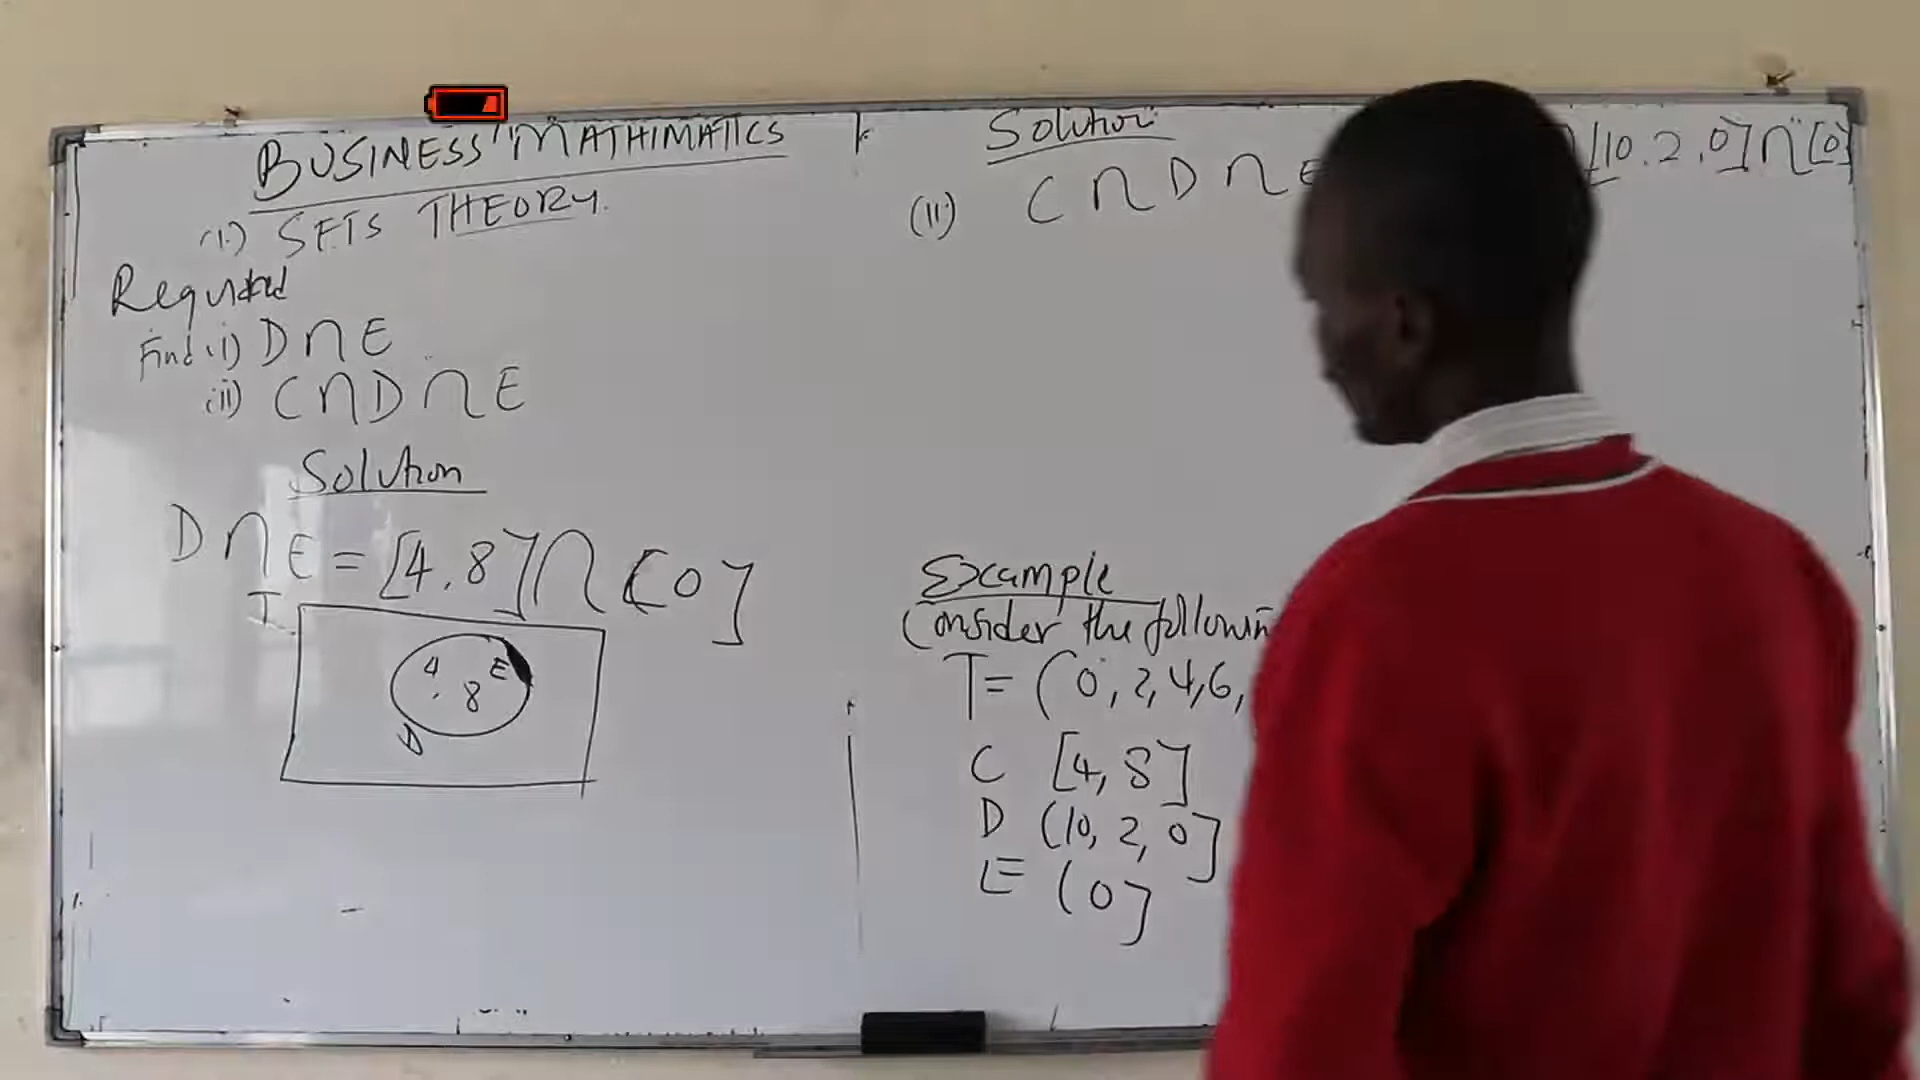 BUSINESS MATHIMATICS
(1.) SETS THEORY.
Required
Find (i) D∩E
(ii) C∩D∩E
Solution
D∩E = [4.8]∩[0]
4 E
8
D
Solution
[10.2.0]∩[0]
(ii) C∩D∩E
Example
Consider the followin
T= (0, 2, 4, 6,
C [4, 8]
D (10, 2, 0]
E (0]